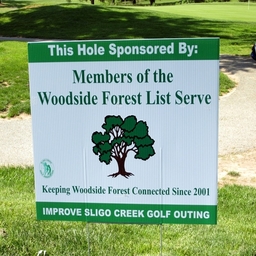 This Hole Sponsored By:
Members of the
Woodside Forest List Serve
Keeping Woodside Forest Connected Since 2001
IMPROVE SLIGO CREEK GOLF OUTING